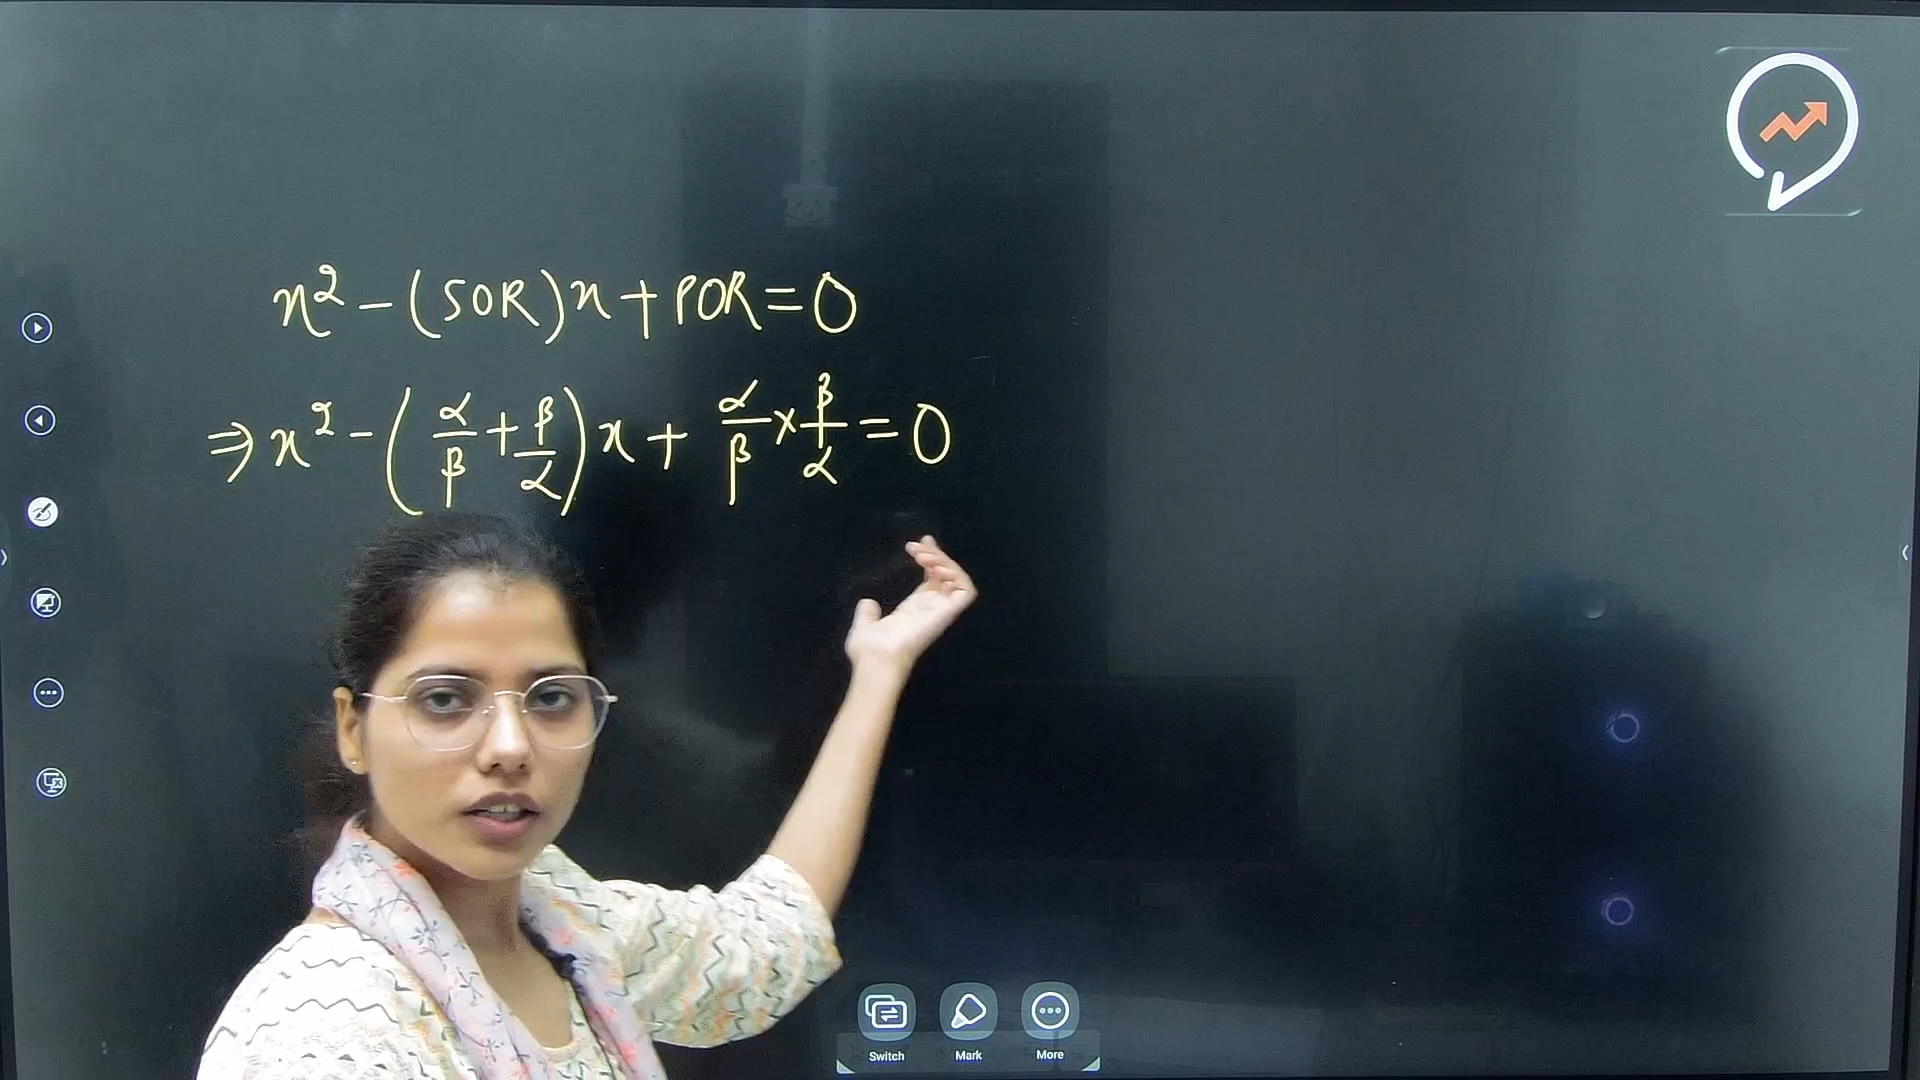 x² - (SOR)x + POR = 0
⇒ x² - (α/β + β/α)x + α/β × β/α = 0
Switch Mark More